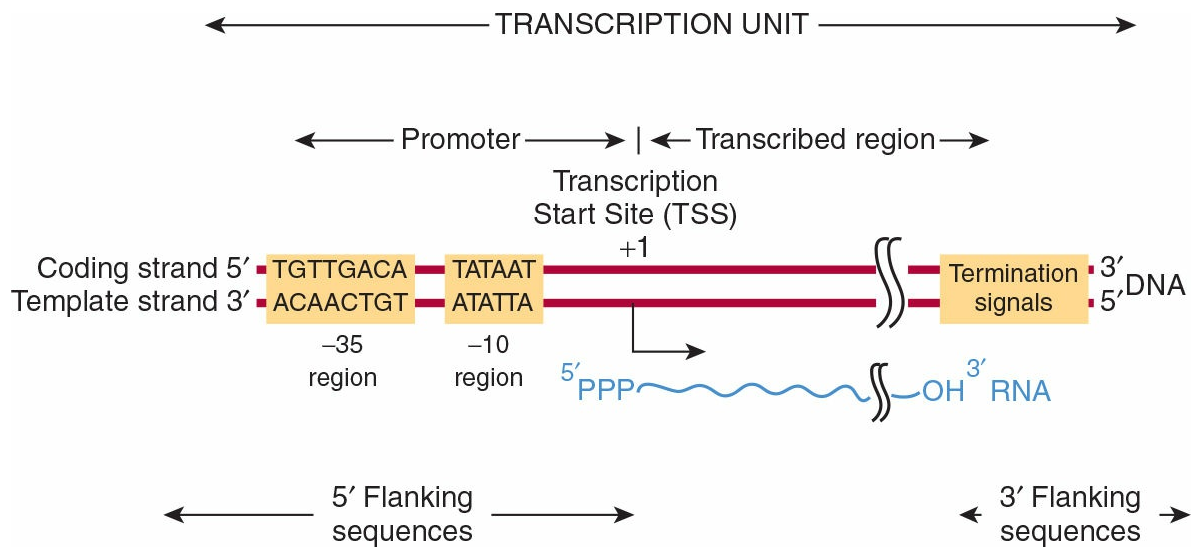 TRANSCRIPTION UNIT
Promoter | Transcribed region
Transcription
Start Site (TSS)
+1
Coding strand 5′ TGTTGACA TATAAT Termination signals 3′ DNA
Template strand 3′ ACAACTGT ATATTA 5′
–35
region
–10
region
5′ PPP OH 3′ RNA
5′ Flanking
sequences
3′ Flanking
sequences